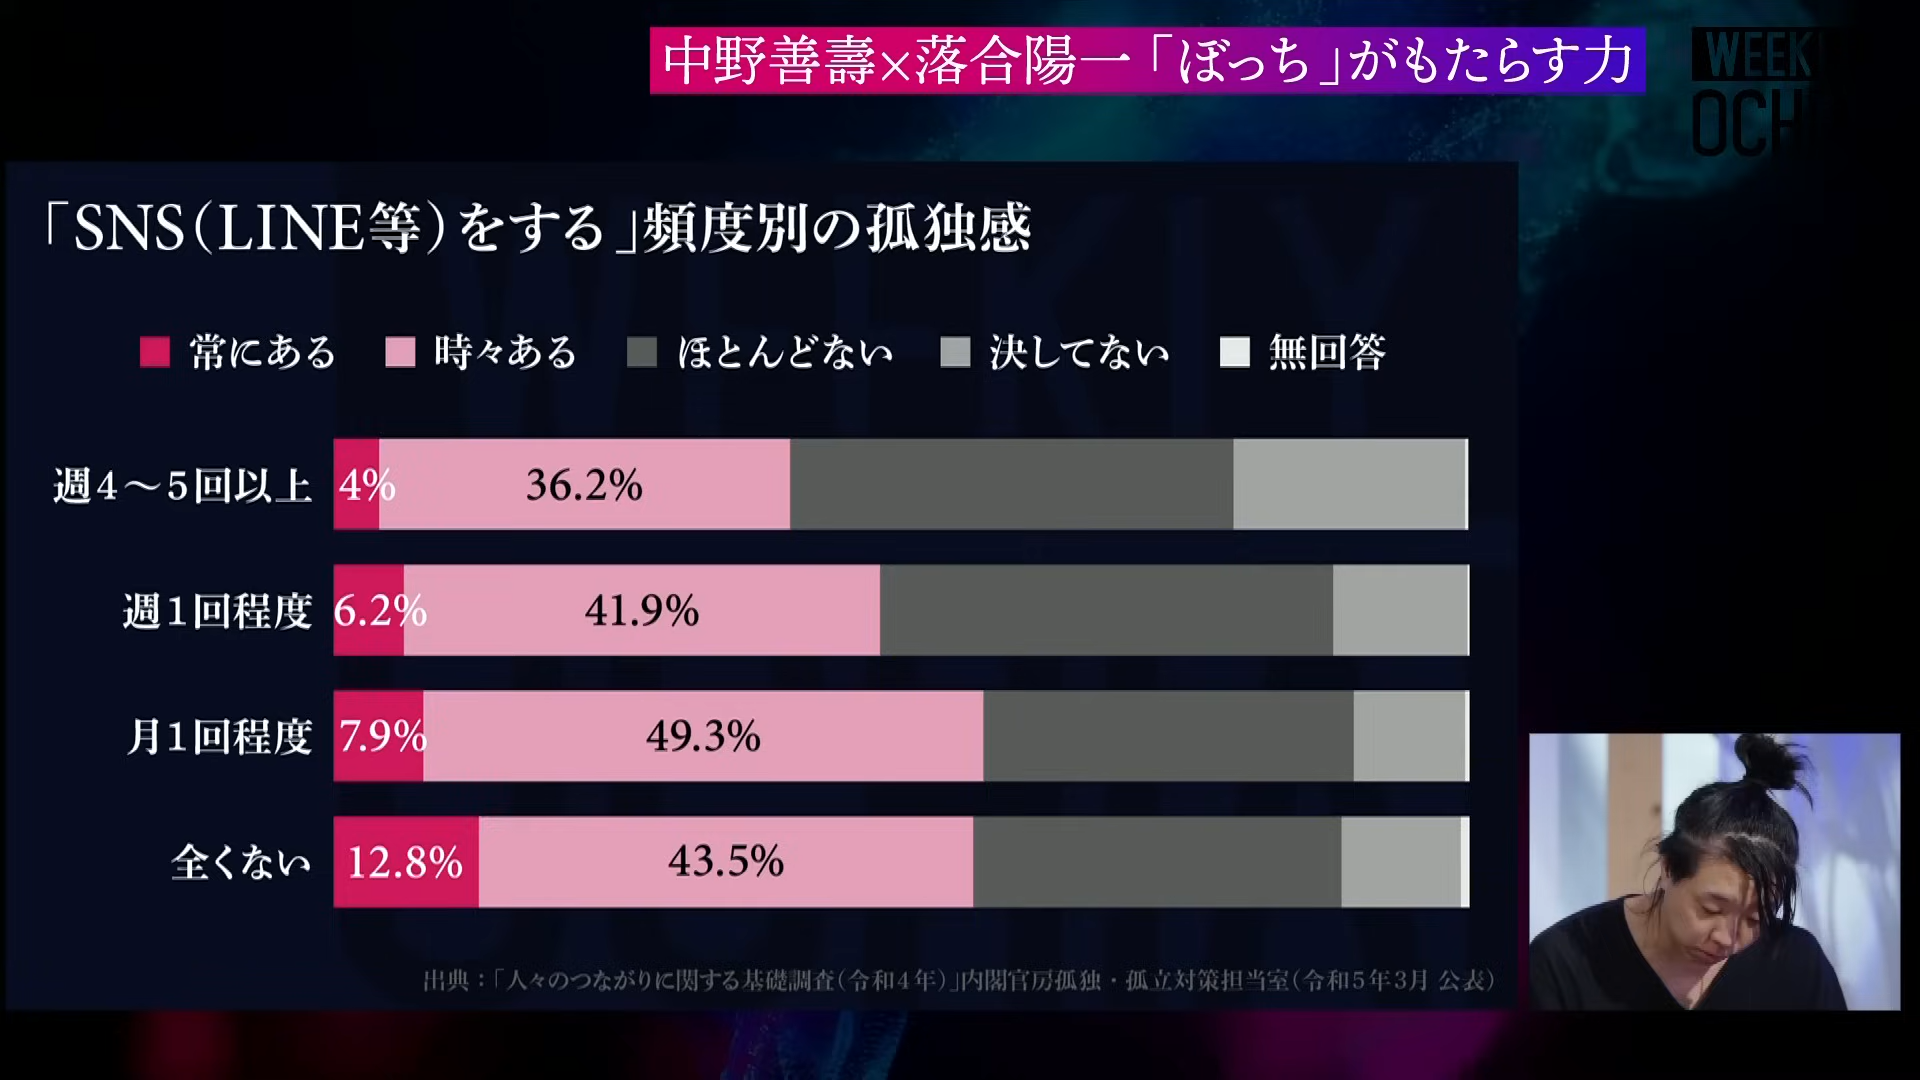 中野善壽×落合陽一「ぼっち」がもたらす力
WEEK
OCH
「SNS(LINE等)をする」頻度別の孤独感
常にある 時々ある ほとんどない 決してない 無回答
週4~5回以上 4% 36.2%
週1回程度 6.2% 41.9%
月1回程度 7.9% 49.3%
全くない 12.8% 43.5%
出典:「人々のつながりに関する基礎調査(令和4年)」内閣官房孤独・孤立対策担当室(令和5年3月 公表)